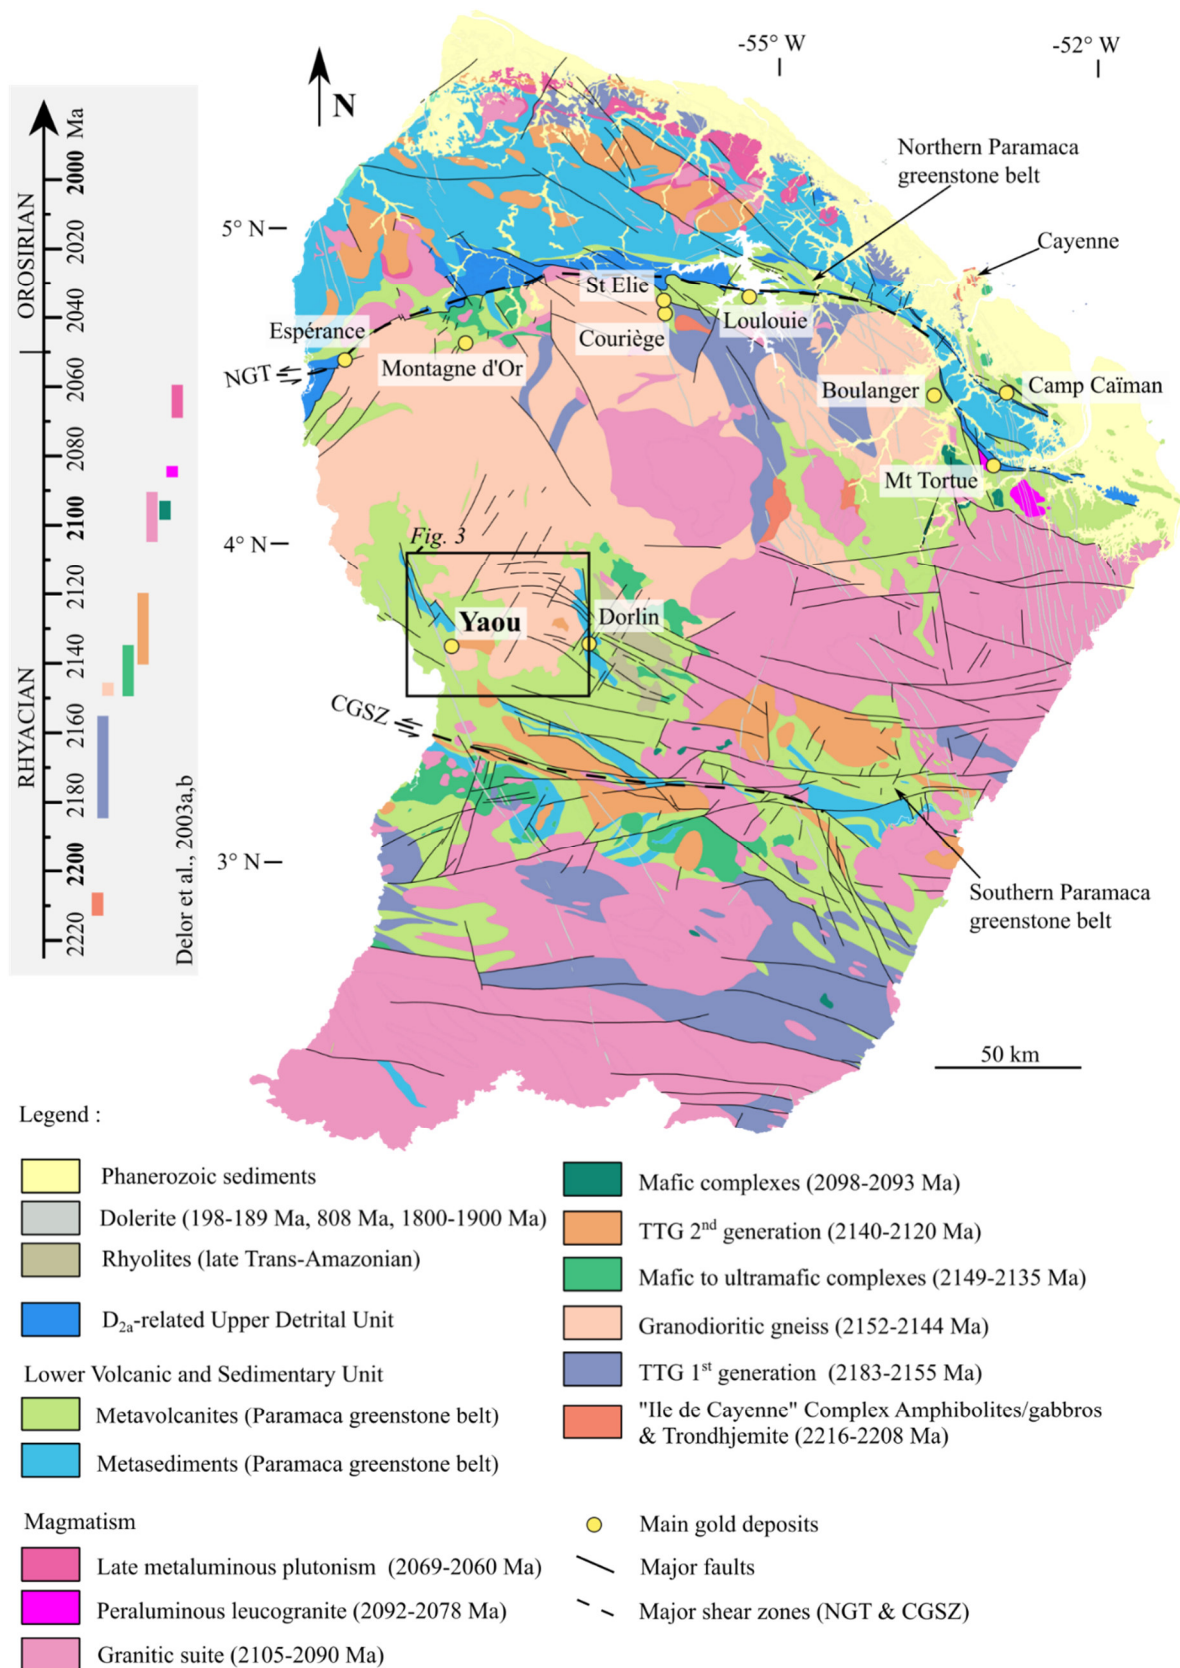 -55° W
-52° W
N
Northern Paramaca
greenstone belt
Cayenne
5° N
St Elie
Couriège
Loulouie
Espérance
Montagne d'Or
NGT
Boulanger
Camp Caïman
Mt Tortue
4° N
Fig. 3
Yaou
Dorlin
CGSZ
3° N
Southern Paramaca
greenstone belt
50 km
Ma
2000
2020
2040
2060
2080
2100
2120
2140
2160
2180
2200
2220
OROSIRIAN
RHYACIAN
Delor et al., 2003a,b
Legend :
Phanerozoic sediments
Dolerite (198-189 Ma, 808 Ma, 1800-1900 Ma)
Rhyolites (late Trans-Amazonian)
D2a-related Upper Detrital Unit
Lower Volcanic and Sedimentary Unit
Metavolcanites (Paramaca greenstone belt)
Metasediments (Paramaca greenstone belt)
Magmatism
Late metaluminous plutonism (2069-2060 Ma)
Peraluminous leucogranite (2092-2078 Ma)
Granitic suite (2105-2090 Ma)
Mafic complexes (2098-2093 Ma)
TTG 2nd generation (2140-2120 Ma)
Mafic to ultramafic complexes (2149-2135 Ma)
Granodioritic gneiss (2152-2144 Ma)
TTG 1st generation (2183-2155 Ma)
"Ile de Cayenne" Complex Amphibolites/gabbros
& Trondhjemite (2216-2208 Ma)
Main gold deposits
Major faults
Major shear zones (NGT & CGSZ)